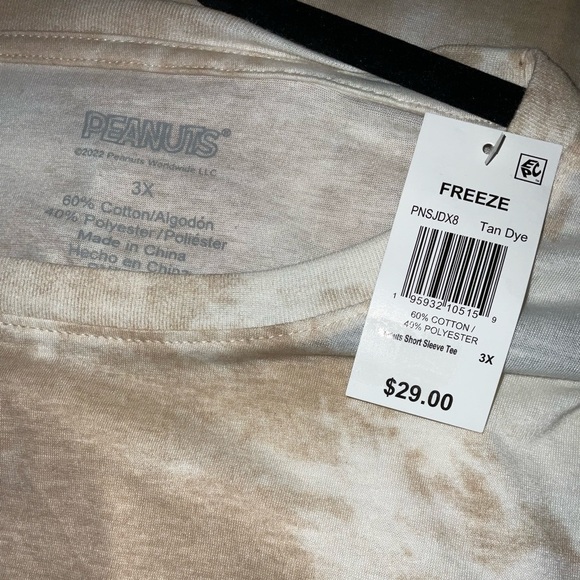 PEANUTS®
©2022 Peanuts Worldwide LLC
3X
60% Cotton/Algodón
40% Polyester/Poliéster
Made in China
Hecho en China
FREEZE
PNSJDX8 Tan Dye
1 95932 10515 9
60% COTTON /
40% POLYESTER
Short Sleeve Tee
3X
$29.00